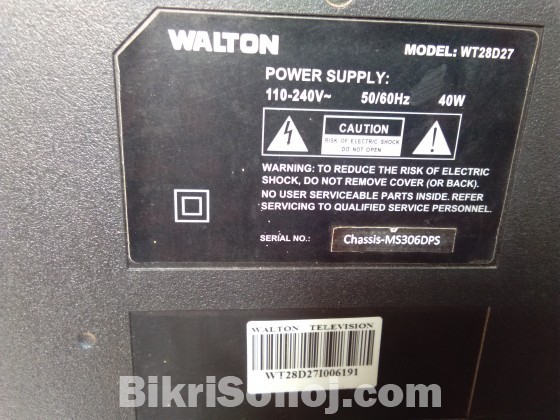 WALTON
MODEL: WT28D27
POWER SUPPLY:
110-240V~ 50/60Hz 40W
CAUTION
RISK OF ELECTRIC SHOCK
DO NOT OPEN
WARNING: TO REDUCE THE RISK OF ELECTRIC
SHOCK, DO NOT REMOVE COVER (OR BACK).
NO USER SERVICEABLE PARTS INSIDE. REFER
SERVICING TO QUALIFIED SERVICE PERSONNEL.
SERIAL NO.: Chassis-MS306DPS
WALTON TELEVISION
WT28D27I006191
BikriSohoj.com